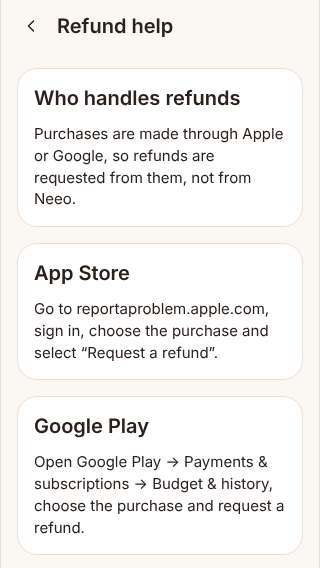 Refund help
Who handles refunds
Purchases are made through Apple
or Google, so refunds are
requested from them, not from
Neeo.
App Store
Go to reportaproblem.apple.com,
sign in, choose the purchase and
select “Request a refund”.
Google Play
Open Google Play → Payments &
subscriptions → Budget & history,
choose the purchase and request a
refund.